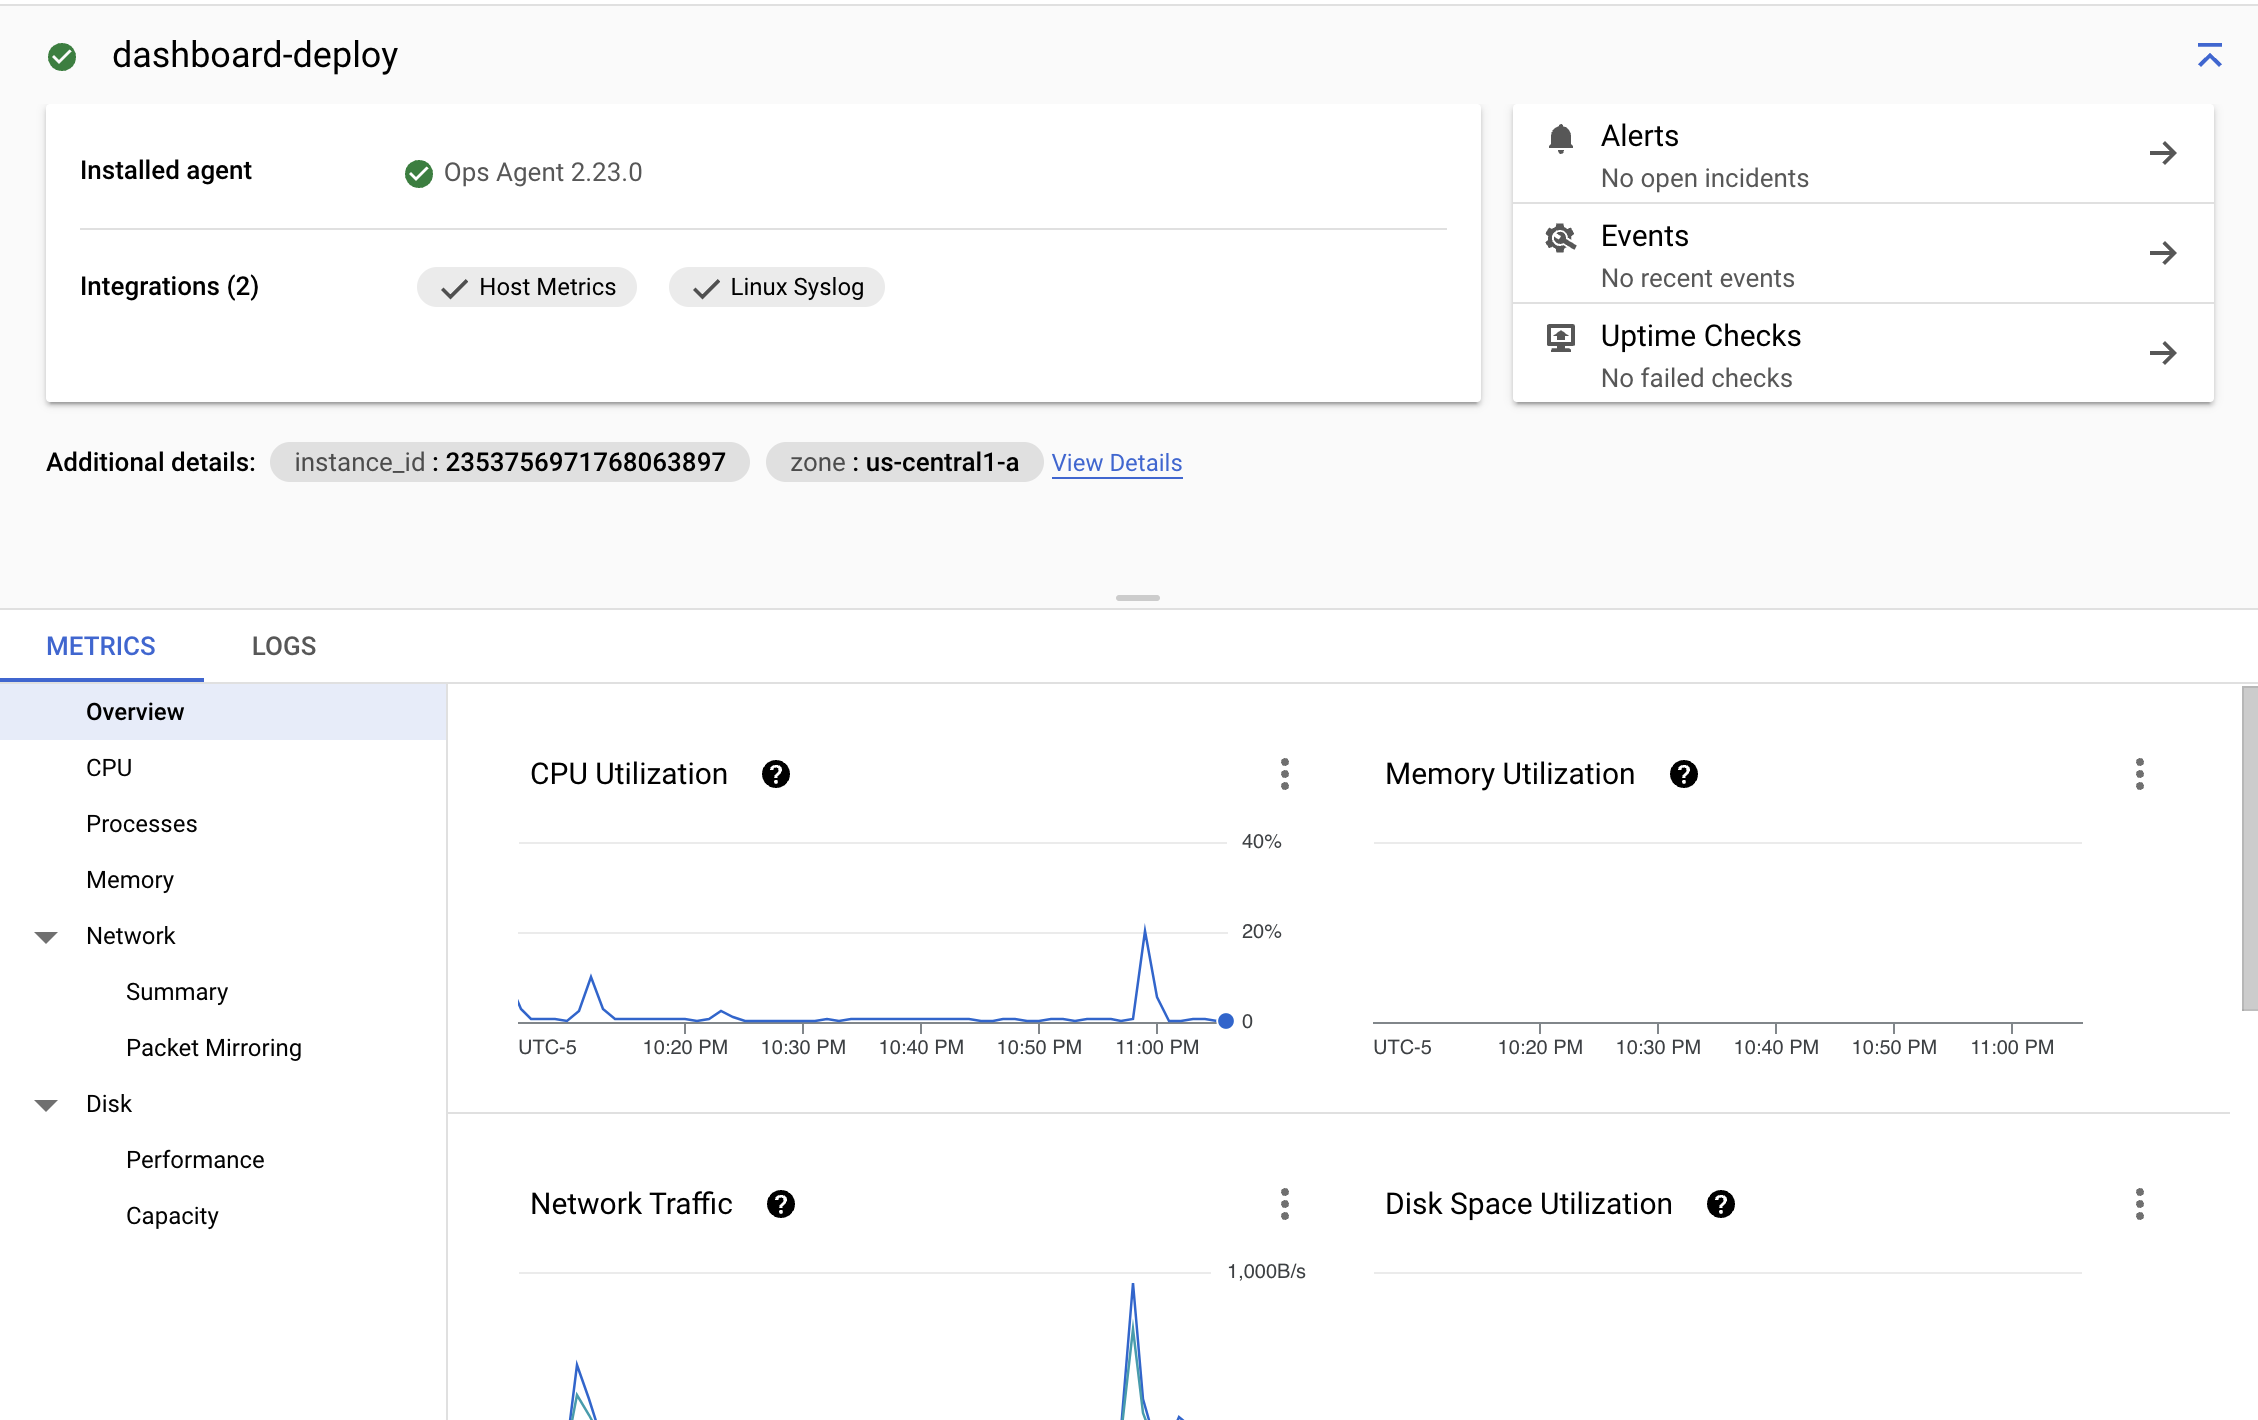 dashboard-deploy
Installed agent
Ops Agent 2.23.0
Integrations (2)
Host Metrics
Linux Syslog
Alerts
No open incidents
Events
No recent events
Uptime Checks
No failed checks
Additional details:
instance_id : 2353756971768063897
zone : us-central1-a
View Details
METRICS
LOGS
Overview
CPU
Processes
Memory
Network
Summary
Packet Mirroring
Disk
Performance
Capacity
CPU Utilization
40%
20%
0
UTC-5 10:20 PM 10:30 PM 10:40 PM 10:50 PM 11:00 PM
Memory Utilization
UTC-5 10:20 PM 10:30 PM 10:40 PM 10:50 PM 11:00 PM
Network Traffic
1,000B/s
Disk Space Utilization